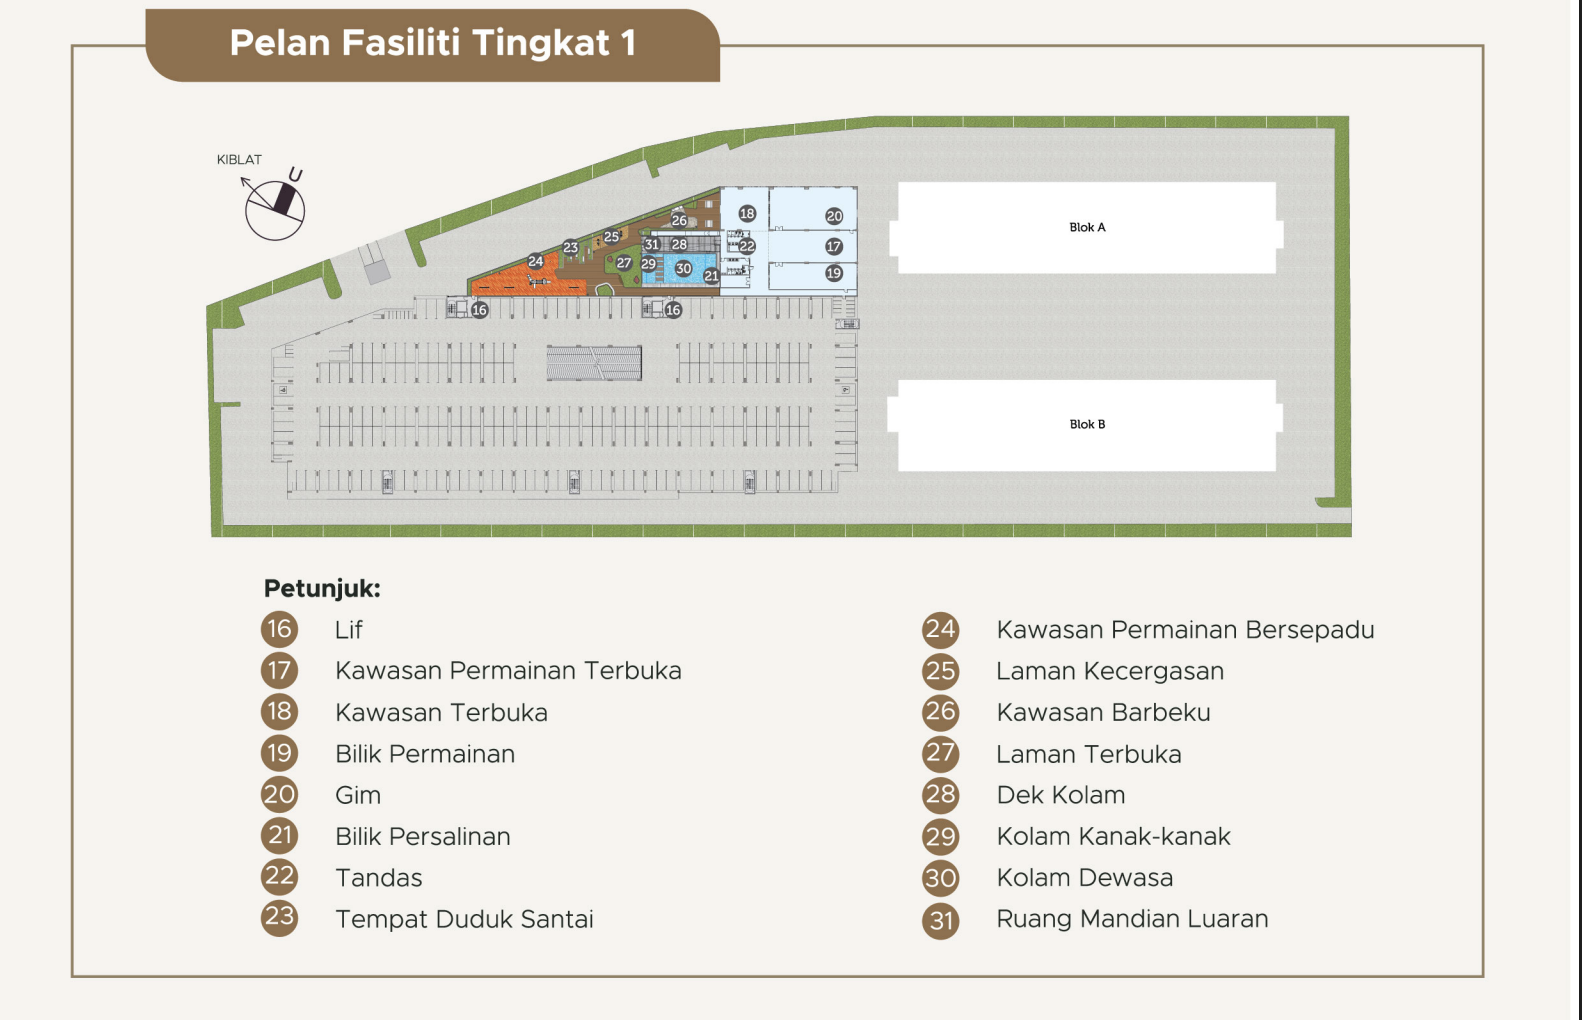 Pelan Fasiliti Tingkat 1
KIBLAT
U
26
18
20
25
31
28
22
17
23
24
27
29
30
21
19
16
16
Blok A
Blok B
Petunjuk:
16 Lif
17 Kawasan Permainan Terbuka
18 Kawasan Terbuka
19 Bilik Permainan
20 Gim
21 Bilik Persalinan
22 Tandas
23 Tempat Duduk Santai
24 Kawasan Permainan Bersepadu
25 Laman Kecergasan
26 Kawasan Barbeku
27 Laman Terbuka
28 Dek Kolam
29 Kolam Kanak-kanak
30 Kolam Dewasa
31 Ruang Mandian Luaran